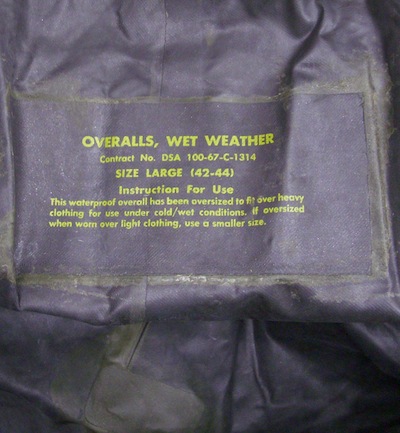 OVERALLS, WET WEATHER
Contract No. DSA 100-67-C-1314
SIZE LARGE (42-44)
Instruction For Use
This waterproof overall has been oversized to fit over heavy
clothing for use under cold/wet conditions. If oversized
when worn over light clothing, use a smaller size.